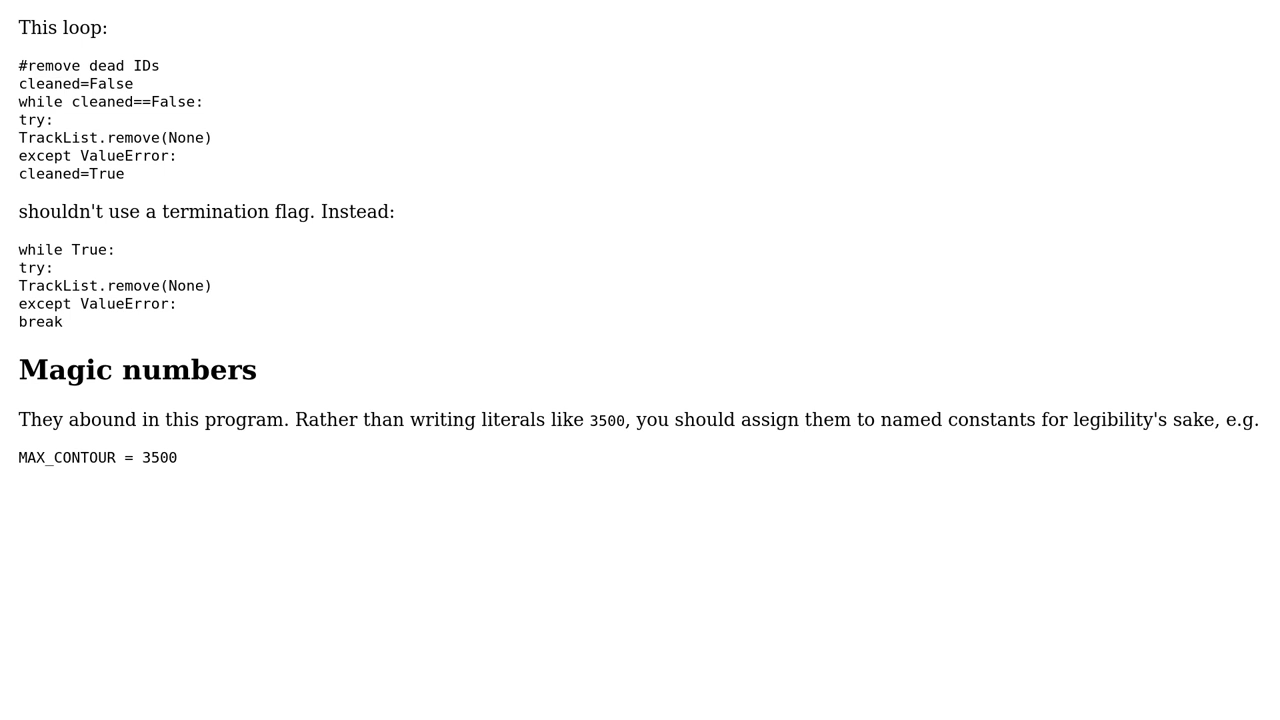 This loop:
#remove dead IDs
cleaned=False
while cleaned==False:
try:
TrackList.remove(None)
except ValueError:
cleaned=True
shouldn't use a termination flag. Instead:
while True:
try:
TrackList.remove(None)
except ValueError:
break
Magic numbers
They abound in this program. Rather than writing literals like 3500, you should assign them to named constants for legibility's sake, e.g.
MAX_CONTOUR = 3500